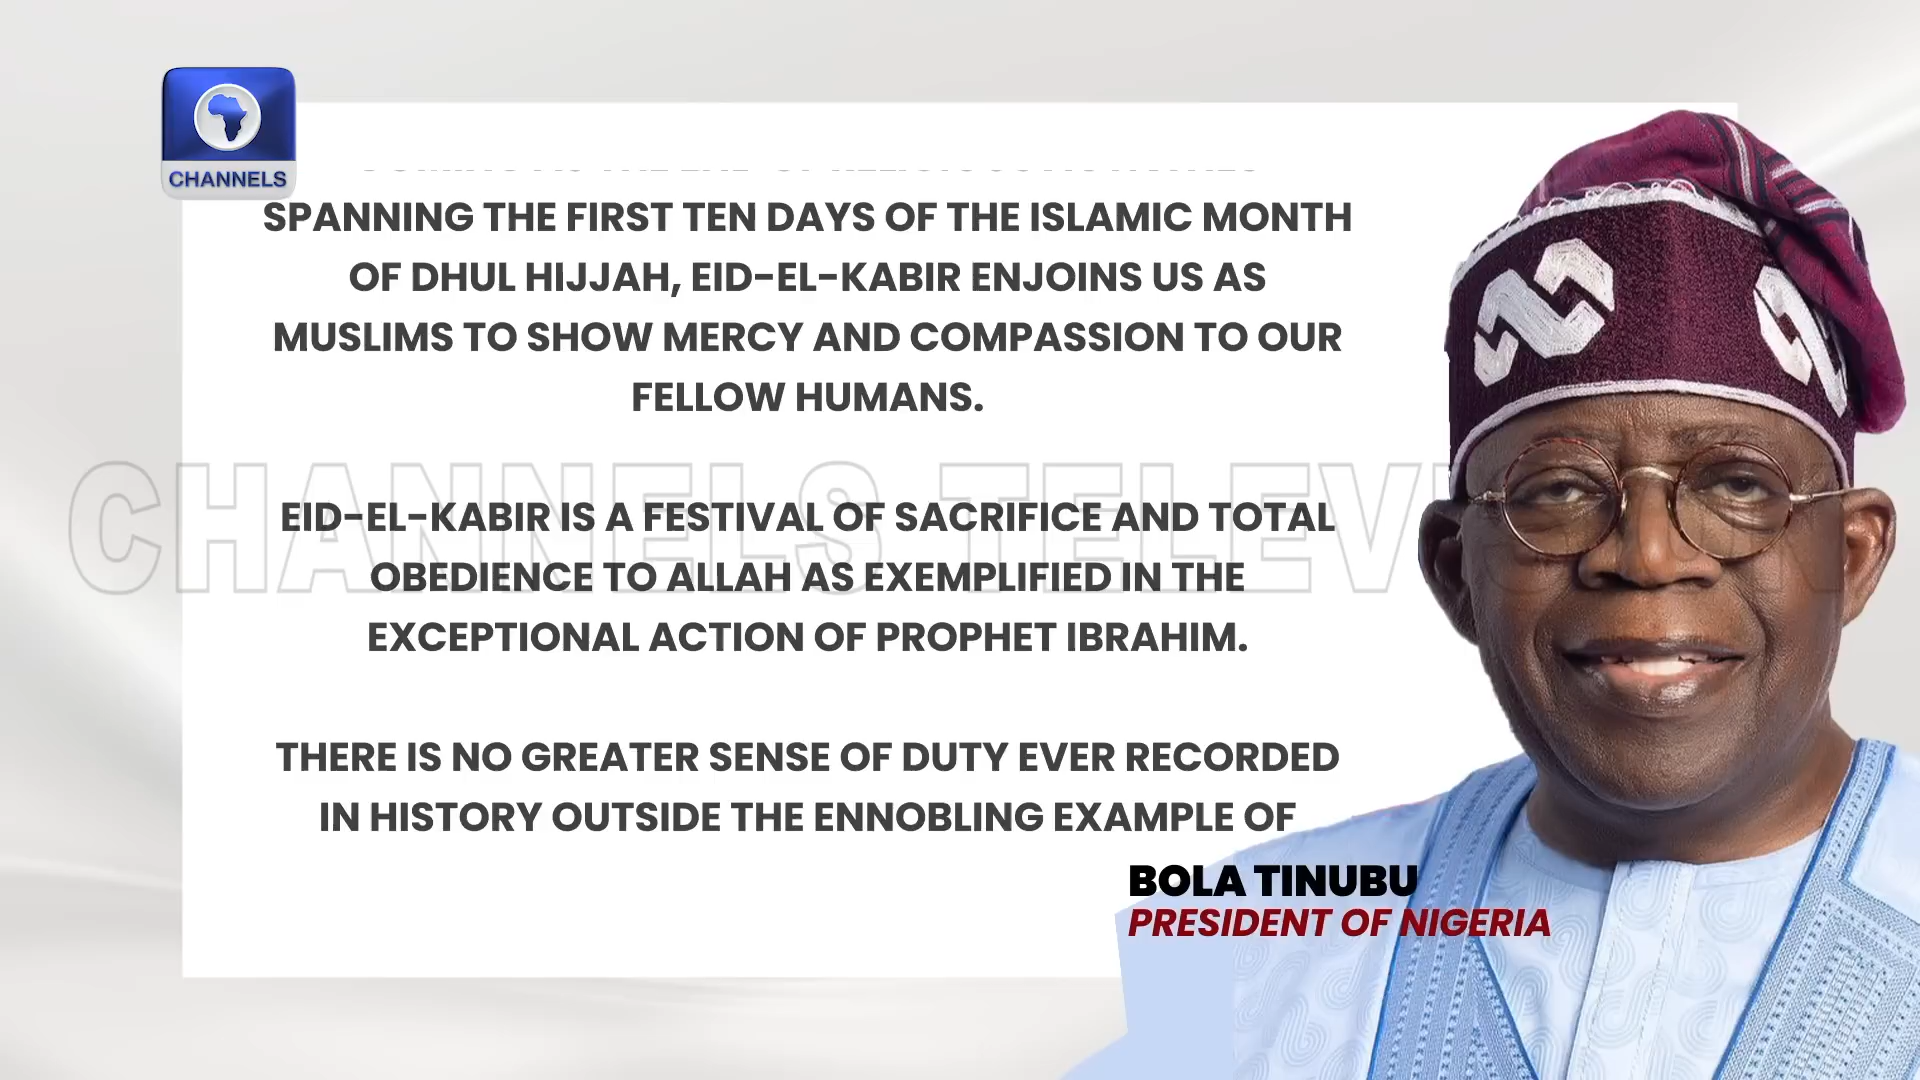 CHANNELS
SPANNING THE FIRST TEN DAYS OF THE ISLAMIC MONTH
OF DHUL HIJJAH, EID-EL-KABIR ENJOINS US AS
MUSLIMS TO SHOW MERCY AND COMPASSION TO OUR
FELLOW HUMANS.
EID-EL-KABIR IS A FESTIVAL OF SACRIFICE AND TOTAL
OBEDIENCE TO ALLAH AS EXEMPLIFIED IN THE
EXCEPTIONAL ACTION OF PROPHET IBRAHIM.
THERE IS NO GREATER SENSE OF DUTY EVER RECORDED
IN HISTORY OUTSIDE THE ENNOBLING EXAMPLE OF
BOLA TINUBU
PRESIDENT OF NIGERIA
CHANNELS